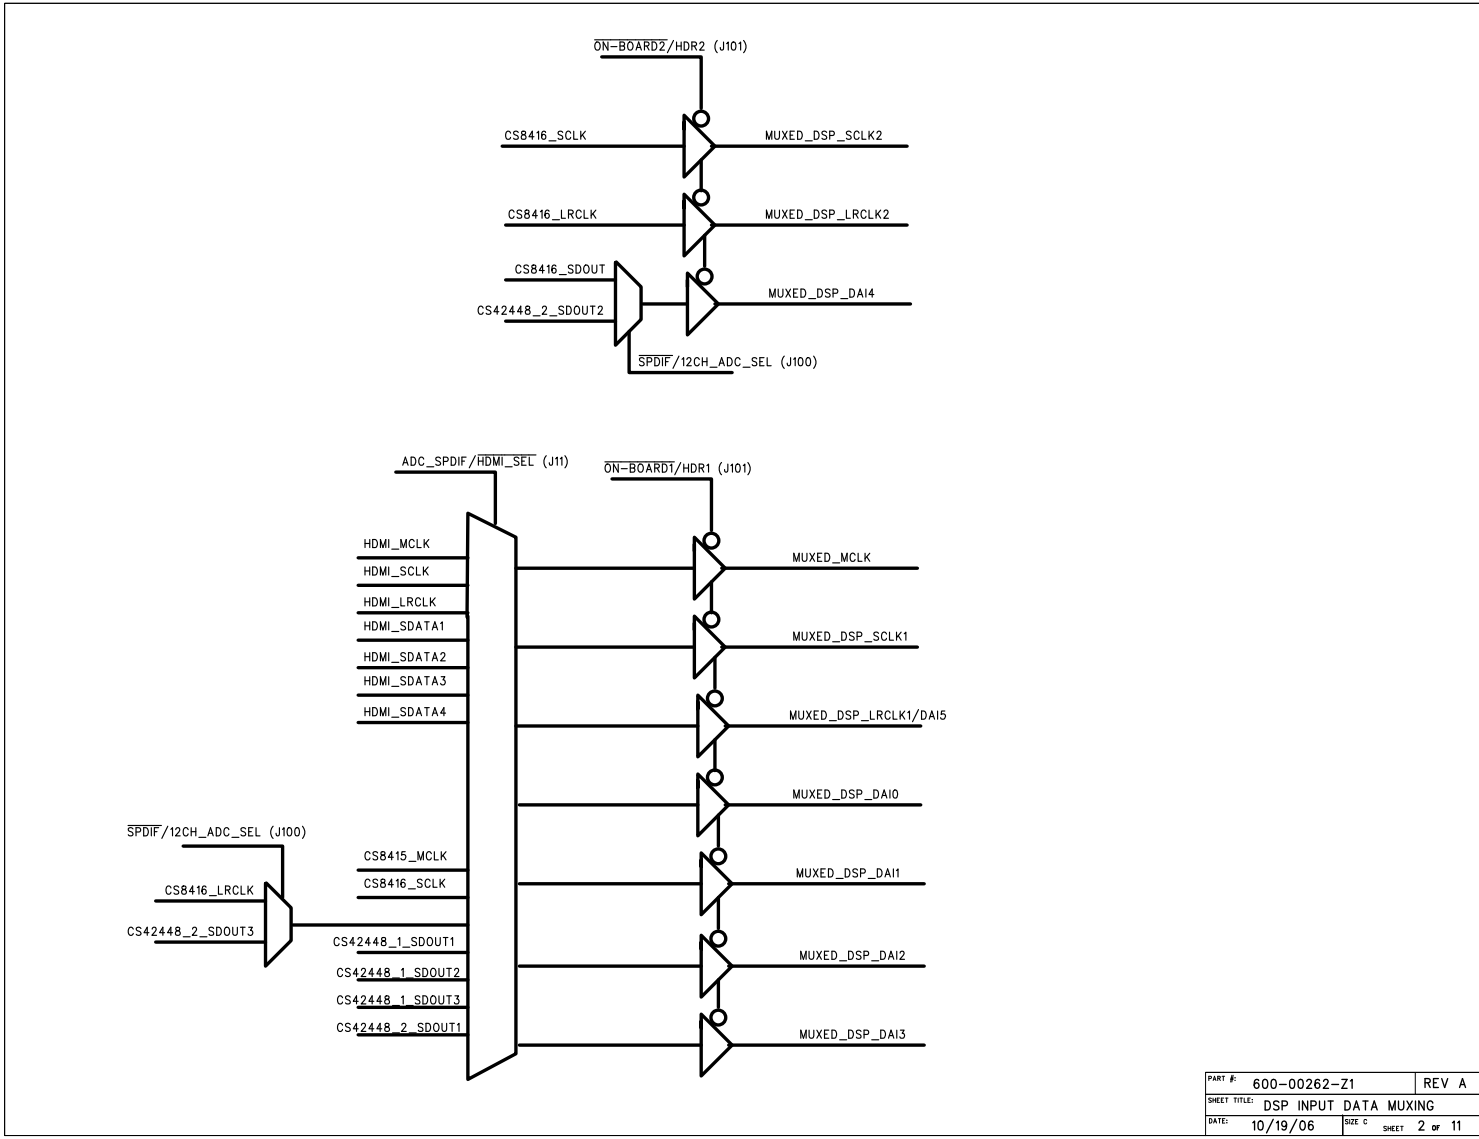 ON-BOARD2/HDR2 (J101)
CS8416_SCLK
MUXED_DSP_SCLK2
CS8416_LRCLK
MUXED_DSP_LRCLK2
CS8416_SDOUT
CS42448_2_SDOUT2
MUXED_DSP_DAI4
SPDIF/12CH_ADC_SEL (J100)
ADC_SPDIF/HDMI_SEL (J11)
ON-BOARD1/HDR1 (J101)
HDMI_MCLK
HDMI_SCLK
HDMI_LRCLK
HDMI_SDATA1
HDMI_SDATA2
HDMI_SDATA3
HDMI_SDATA4
MUXED_MCLK
MUXED_DSP_SCLK1
MUXED_DSP_LRCLK1/DAI5
MUXED_DSP_DAI0
SPDIF/12CH_ADC_SEL (J100)
CS8416_LRCLK
CS42448_2_SDOUT3
CS8415_MCLK
CS8416_SCLK
CS42448_1_SDOUT1
CS42448_1_SDOUT2
CS42448_1_SDOUT3
CS42448_2_SDOUT1
MUXED_DSP_DAI1
MUXED_DSP_DAI2
MUXED_DSP_DAI3
PART #: 600-00262-Z1 REV A
SHEET TITLE: DSP INPUT DATA MUXING
DATE: 10/19/06 SIZE C SHEET 2 OF 11